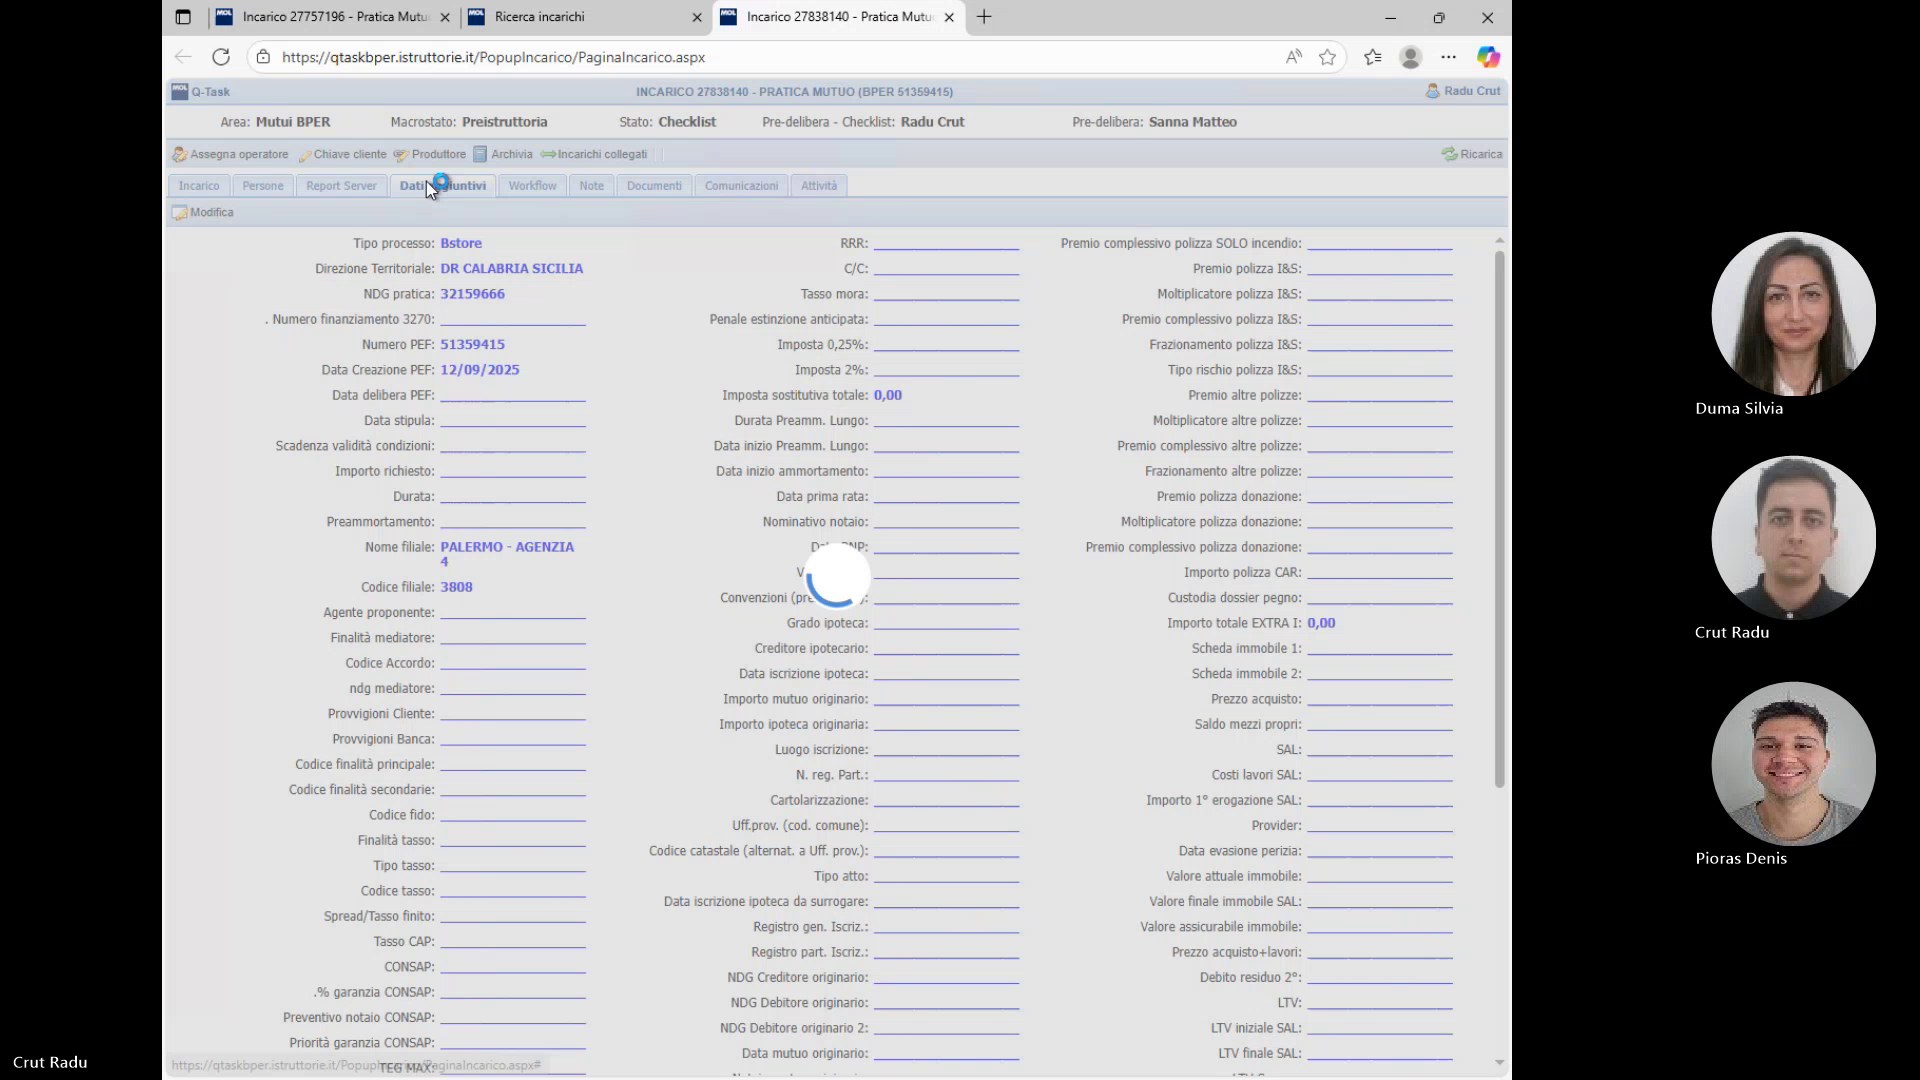 Incarico 27757196 - Pratica Mutu
Ricerca incarichi
Incarico 27838140 - Pratica Mutu
https://qtaskbper.istruttorie.it/PopupIncarico/PaginaIncarico.aspx
MOL Q-Task
INCARICO 27838140 - PRATICA MUTUO (BPER 51359415)
Radu Crut
Area: Mutui BPER
Macrostato: Preistruttoria
Stato: Checklist
Pre-delibera - Checklist: Radu Crut
Pre-delibera: Sanna Matteo
Assegna operatore
Chiave cliente
Produttore
Archivia
Incarichi collegati
Ricarica
Incarico
Persone
Report Server
Workflow
Note
Documenti
Comunicazioni
Attività
Modifica
Tipo processo: Bstore
Direzione Territoriale: DR CALABRIA SICILIA
NDG pratica: 32159666
. Numero finanziamento 3270:
Numero PEF: 51359415
Data Creazione PEF: 12/09/2025
Data delibera PEF:
Data stipula:
Scadenza validità condizioni:
Importo richiesto:
Durata:
Preammortamento:
Nome filiale: PALERMO - AGENZIA
4
Codice filiale: 3808
Agente proponente:
Finalità mediatore:
Codice Accordo:
ndg mediatore:
Provvigioni Cliente:
Provvigioni Banca:
Codice finalità principale:
Codice finalità secondarie:
Codice fido:
Finalità tasso:
Tipo tasso:
Codice tasso:
Spread/Tasso finito:
Tasso CAP:
CONSAP:
.% garanzia CONSAP:
Preventivo notaio CONSAP:
Priorità garanzia CONSAP:
TEG MAX:
RRR:
C/C:
Tasso mora:
Penale estinzione anticipata:
Imposta 0,25%:
Imposta 2%:
Imposta sostitutiva totale: 0,00
Durata Preamm. Lungo:
Data inizio Preamm. Lungo:
Data inizio ammortamento:
Data prima rata:
Nominativo notaio:
Convenzioni
Grado ipoteca:
Creditore ipotecario:
Data iscrizione ipoteca:
Importo mutuo originario:
Importo ipoteca originaria:
Luogo iscrizione:
N. reg. Part.:
Cartolarizzazione:
Uff.prov. (cod. comune):
Codice catastale (alternat. a Uff. prov.):
Tipo atto:
Data iscrizione ipoteca da surrogare:
Registro gen. Iscriz.:
Registro part. Iscriz.:
NDG Creditore originario:
NDG Debitore originario:
NDG Debitore originario 2:
Data mutuo originario:
Premio complessivo polizza SOLO incendio:
Premio polizza I&S:
Moltiplicatore polizza I&S:
Premio complessivo polizza I&S:
Frazionamento polizza I&S:
Tipo rischio polizza I&S:
Premio altre polizze:
Moltiplicatore altre polizze:
Premio complessivo altre polizze:
Frazionamento altre polizze:
Premio polizza donazione:
Moltiplicatore polizza donazione:
Premio complessivo polizza donazione:
Importo polizza CAR:
Custodia dossier pegno:
Importo totale EXTRA I: 0,00
Scheda immobile 1:
Scheda immobile 2:
Prezzo acquisto:
Saldo mezzi propri:
SAL:
Costi lavori SAL:
Importo 1° erogazione SAL:
Provider:
Data evasione perizia:
Valore attuale immobile:
Valore finale immobile SAL:
Valore assicurabile immobile:
Prezzo acquisto+lavori:
Debito residuo 2°:
LTV:
LTV iniziale SAL:
LTV finale SAL:
Duma Silvia
Crut Radu
Pioras Denis
Crut Radu